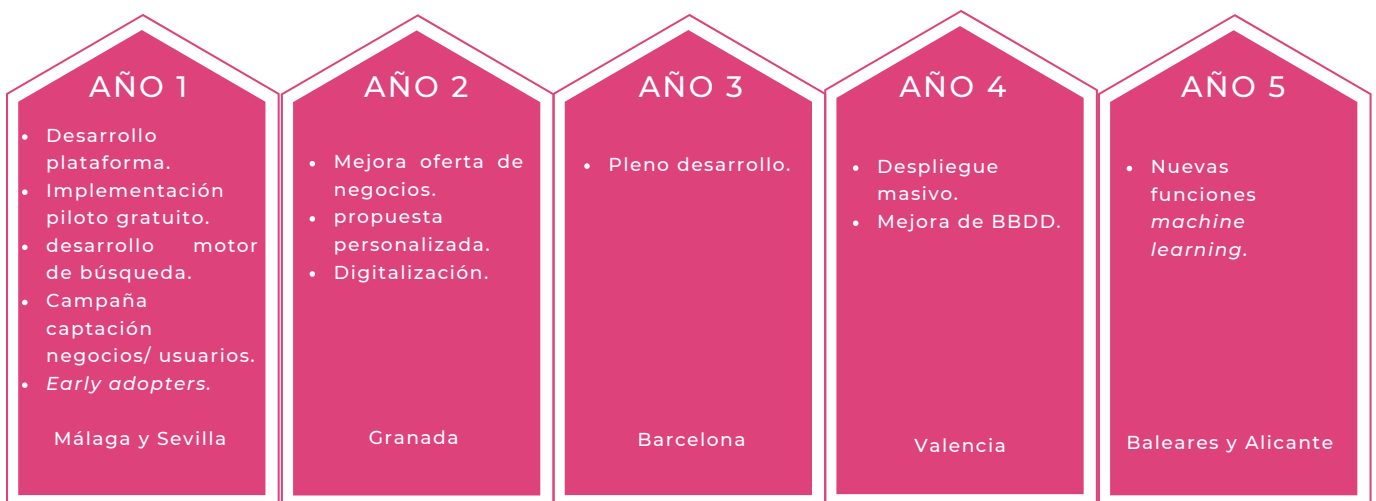 AÑO 1
Desarrollo
plataforma.
Implementación
piloto gratuito.
desarrollo motor
de búsqueda.
Campaña
captación
negocios/ usuarios.
Early adopters.
Málaga y Sevilla
AÑO 2
Mejora oferta de
negocios.
propuesta
personalizada.
Digitalización.
Granada
AÑO 3
Pleno desarrollo.
Barcelona
AÑO 4
Despliegue
masivo.
Mejora de BBDD.
Valencia
AÑO 5
Nuevas
funciones
machine
learning.
Baleares y Alicante